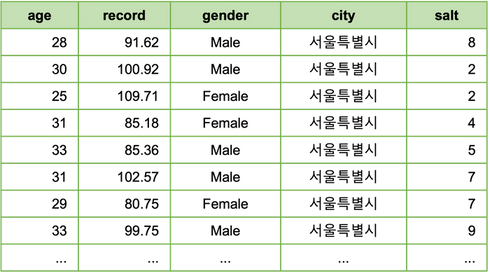 age record gender city salt
28 91.62 Male 서울특별시 8
30 100.92 Male 서울특별시 2
25 109.71 Female 서울특별시 2
31 85.18 Female 서울특별시 4
33 85.36 Male 서울특별시 5
31 102.57 Male 서울특별시 7
29 80.75 Female 서울특별시 7
33 99.75 Male 서울특별시 9
... ... ... ... ...